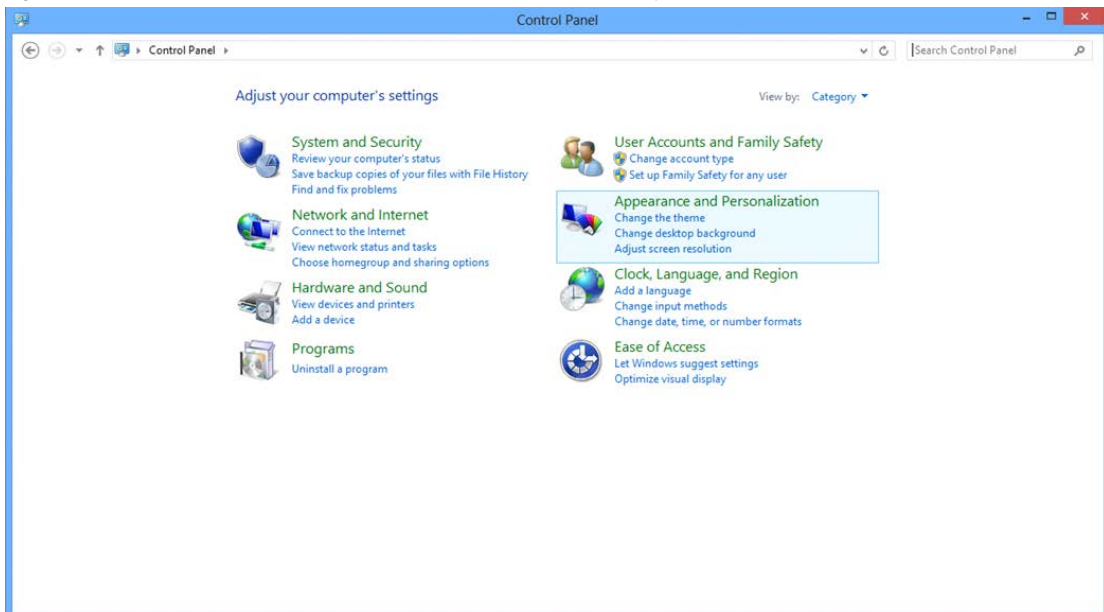 Control Panel
Control Panel
Search Control Panel
Adjust your computer's settings
View by: Category
System and Security
Review your computer's status
Save backup copies of your files with File History
Find and fix problems
Network and Internet
Connect to the Internet
View network status and tasks
Choose homegroup and sharing options
Hardware and Sound
View devices and printers
Add a device
Programs
Uninstall a program
User Accounts and Family Safety
Change account type
Set up Family Safety for any user
Appearance and Personalization
Change the theme
Change desktop background
Adjust screen resolution
Clock, Language, and Region
Add a language
Change input methods
Change date, time, or number formats
Ease of Access
Let Windows suggest settings
Optimize visual display